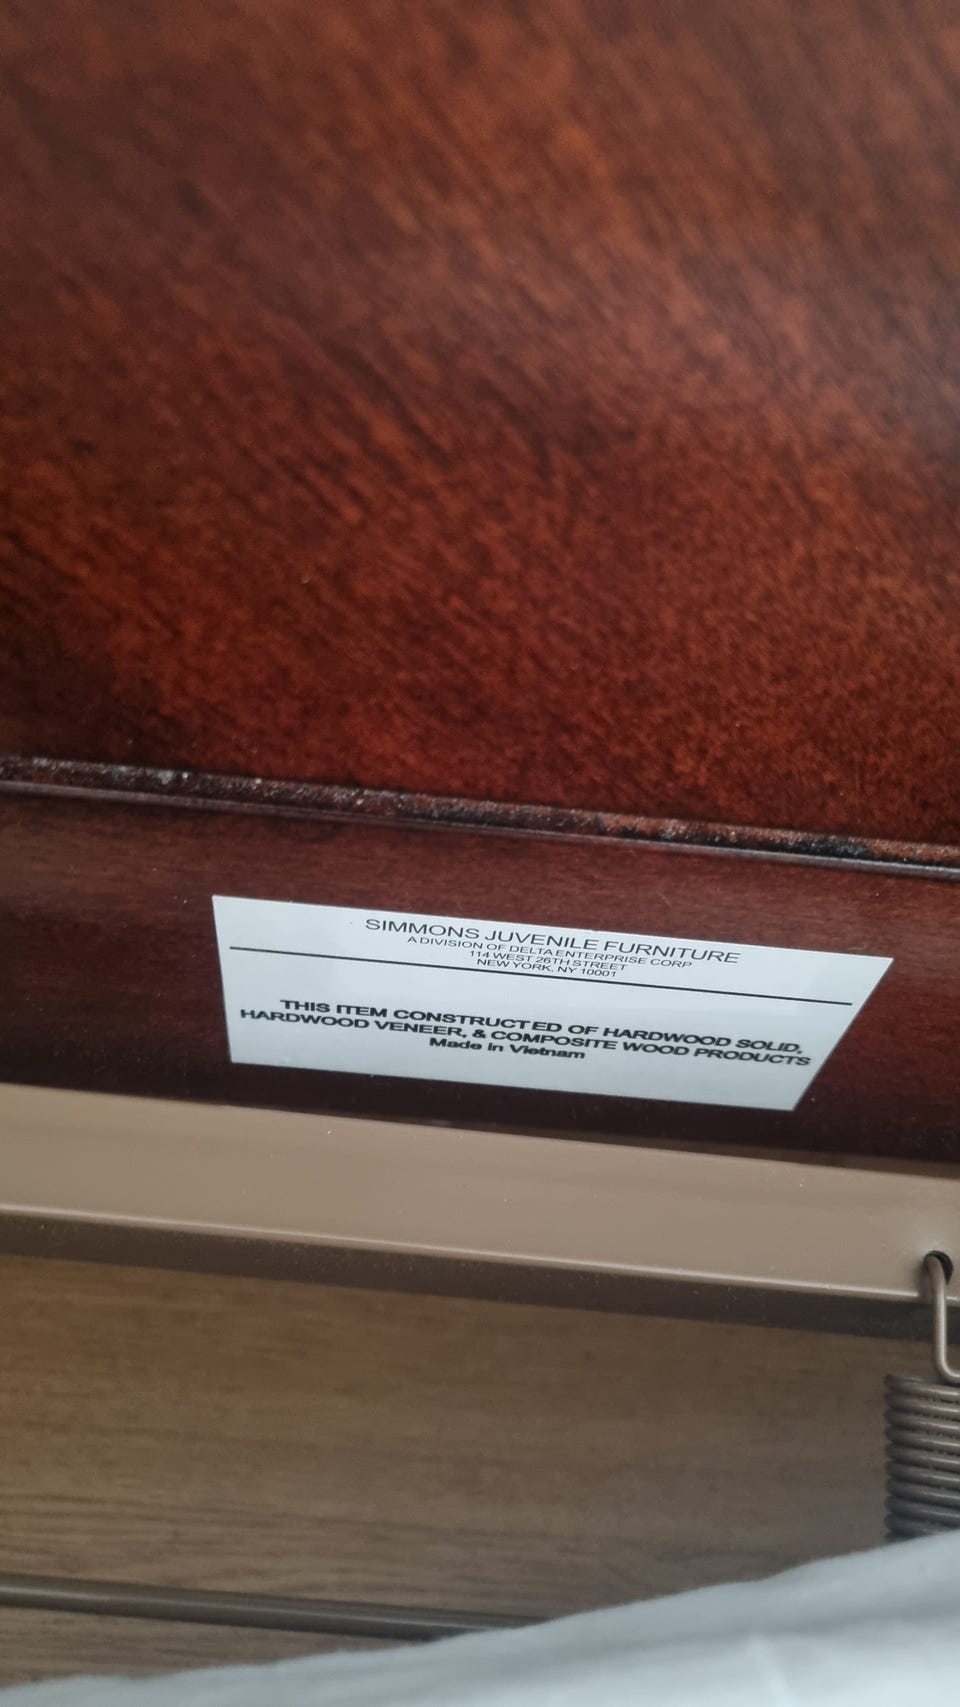 SIMMONS JUVENILE FURNITURE
A DIVISION OF DELTA ENTERPRISE CORP
114 WEST 26TH STREET
NEW YORK, NY 10001
THIS ITEM CONSTRUCTED OF HARDWOOD SOLID,
HARDWOOD VENEER, & COMPOSITE WOOD PRODUCTS
Made in Vietnam